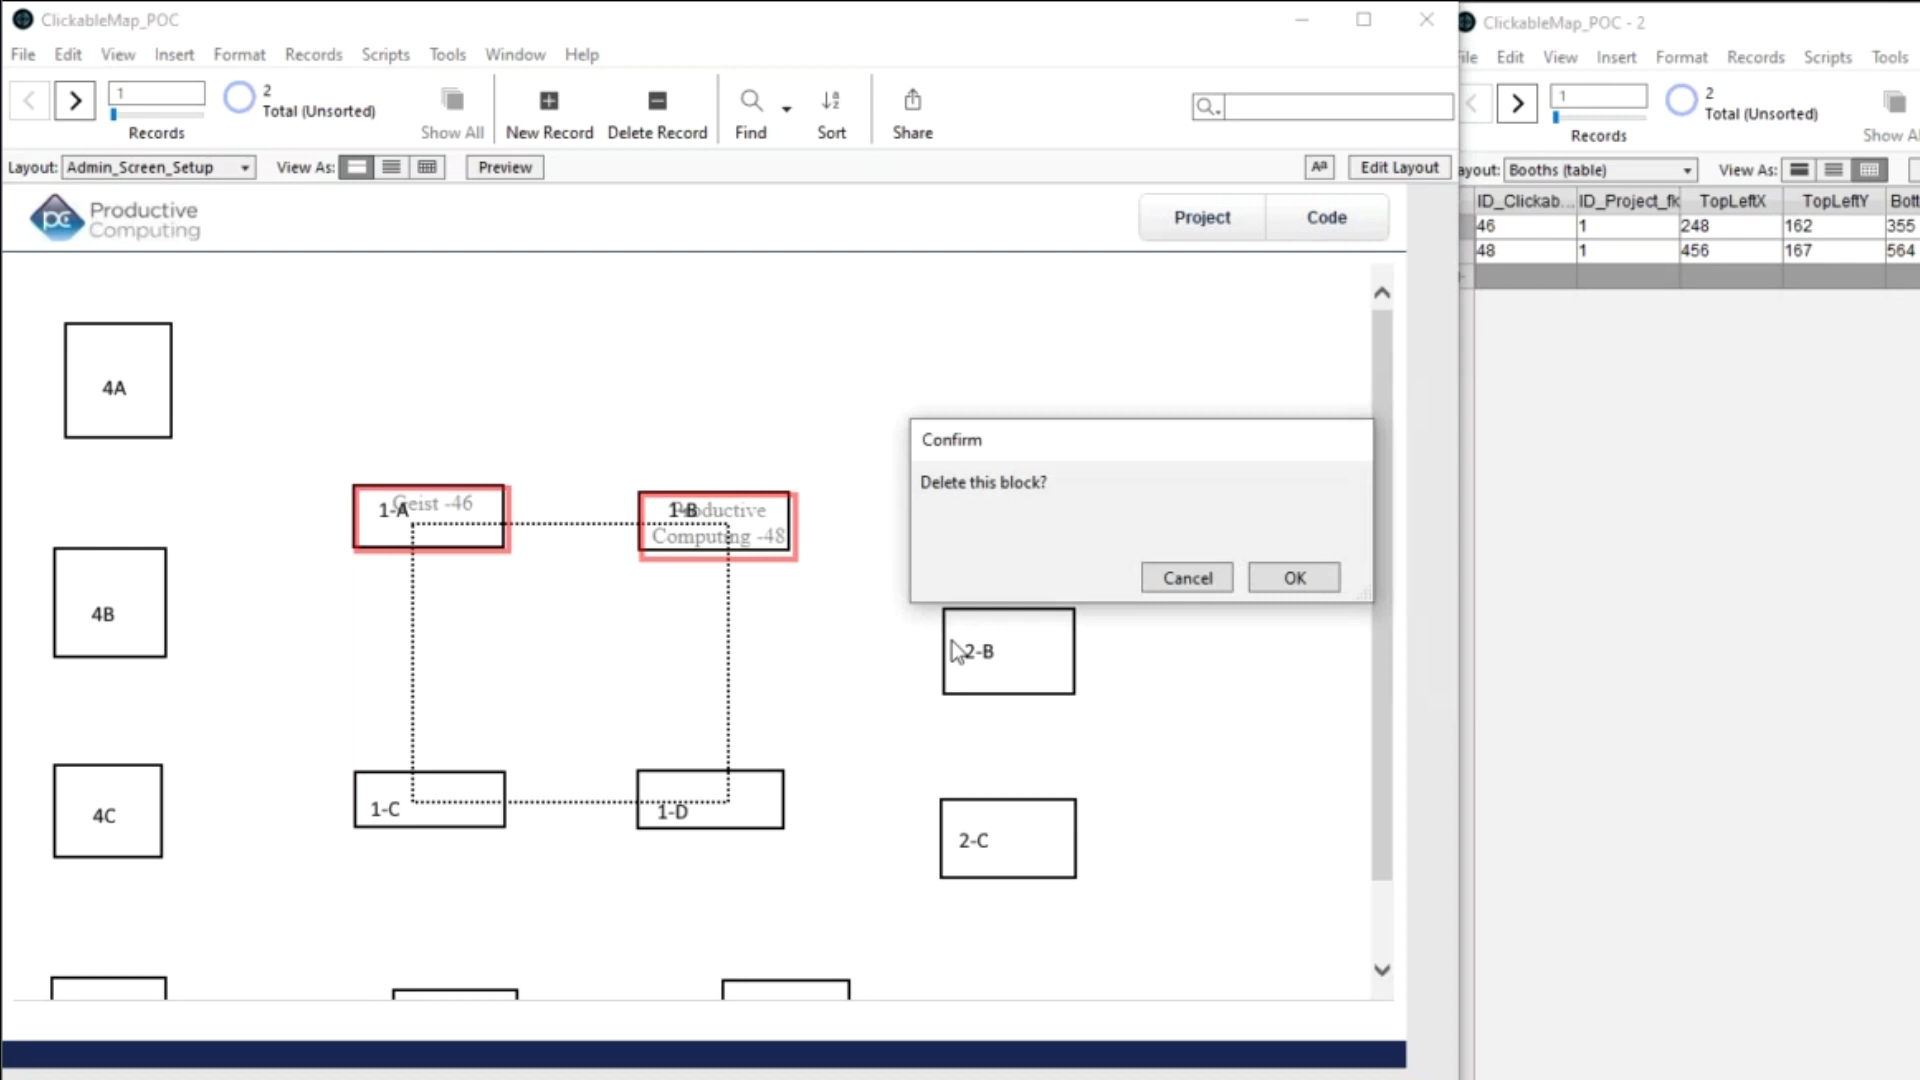 ClickableMap_POC
File Edit View Insert Format Records Scripts Tools Window Help
1
2
Total (Unsorted)
Records
Show All
New Record
Delete Record
Find
Sort
Share
Layout: Admin_Screen_Setup View As: Preview Aa Edit Layout
Productive
Computing
Project Code
4A
1-A Geist -46
1-B Productive
Computing -48
4B
4C
1-C
1-D
Confirm
Delete this block?
Cancel OK
2-B
2-C
ClickableMap_POC - 2
ile Edit View Insert Format Records Scripts Tools
1
2
Total (Unsorted)
Records
Show Al
ayout: Booths (table) View As:
ID_Clickab... ID_Project_fk TopLeftX TopLeftY Bott
46 1 248 162 355
48 1 456 167 564